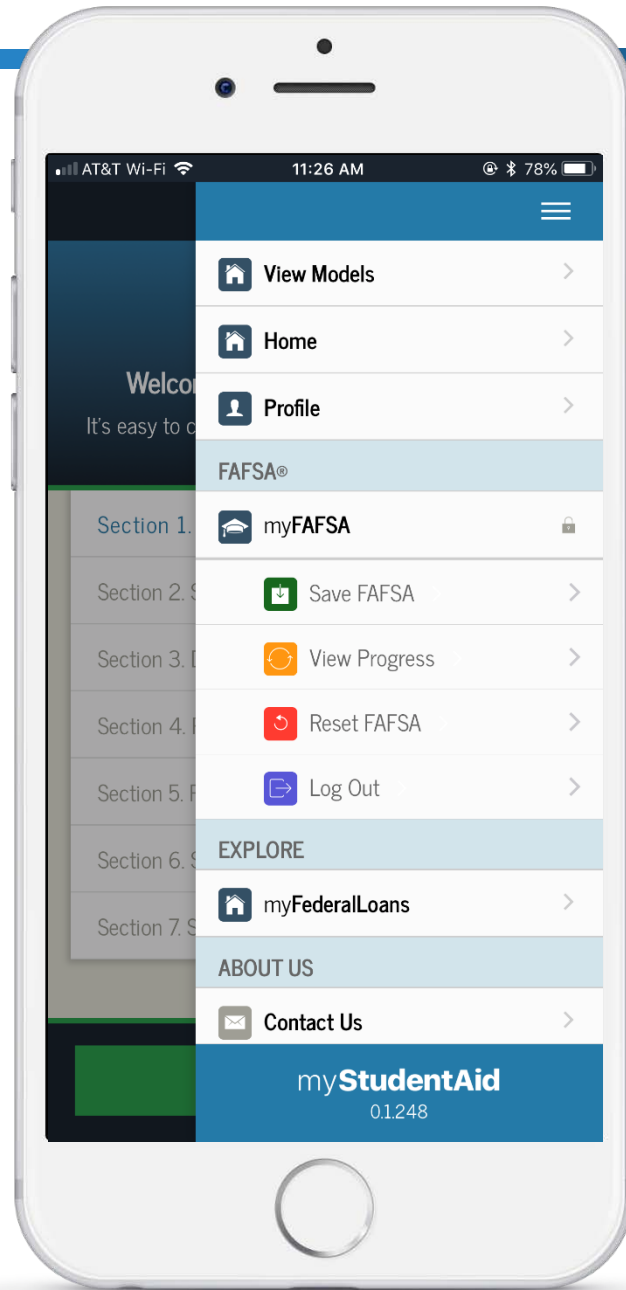 AT&T Wi-Fi 11:26 AM 78%
View Models
Home
Welco
Profile
It's easy to c
FAFSA®
Section 1.
myFAFSA
Section 2. S
Save FAFSA
Section 3.
View Progress
Section 4.
Reset FAFSA
Section 5.
Log Out
Section 6. S
EXPLORE
myFederalLoans
Section 7. S
ABOUT US
Contact Us
myStudentAid
0.1.248